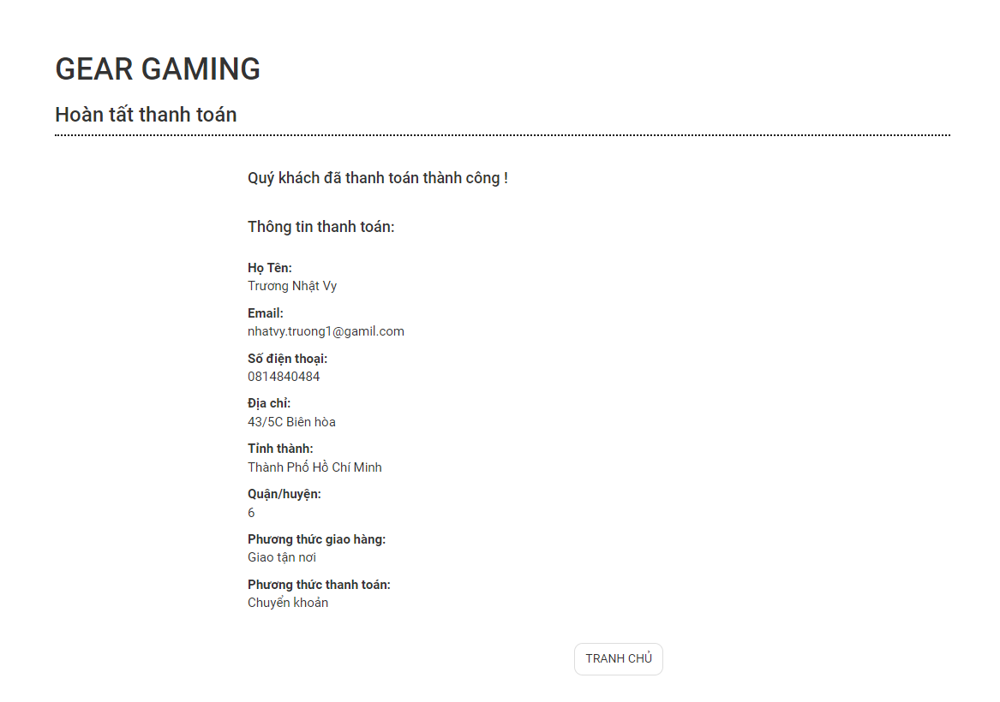 GEAR GAMING
Hoàn tất thanh toán
Quý khách đã thanh toán thành công !
Thông tin thanh toán:
Họ Tên:
Trương Nhật Vy
Email:
nhatvy.truong1@gamil.com
Số điện thoại:
0814840484
Địa chỉ:
43/5C Biên hòa
Tỉnh thành:
Thành Phố Hồ Chí Minh
Quận/huyện:
6
Phương thức giao hàng:
Giao tận nơi
Phương thức thanh toán:
Chuyển khoản
TRANH CHỦ